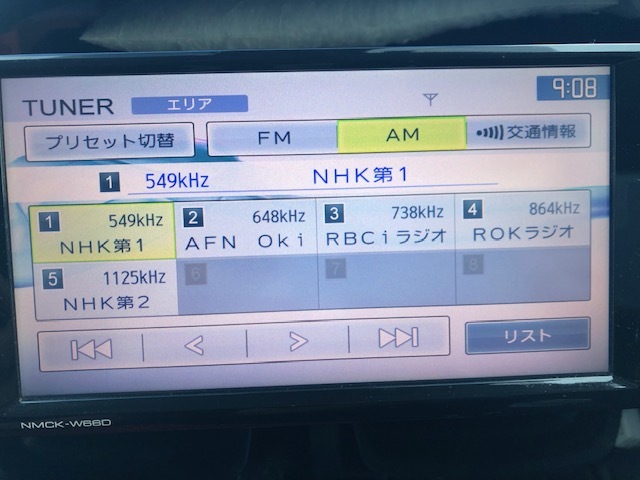 TUNER エリア 9:08
プリセット切替 FM AM 交通情報
1 549kHz NHK第1
1 549kHz 2 648kHz 3 738kHz 4 864kHz
NHK第1 AFN Oki RBCiラジオ ROKラジオ
5 1125kHz 6 7 8
NHK第2
リスト
NMCK-W66D